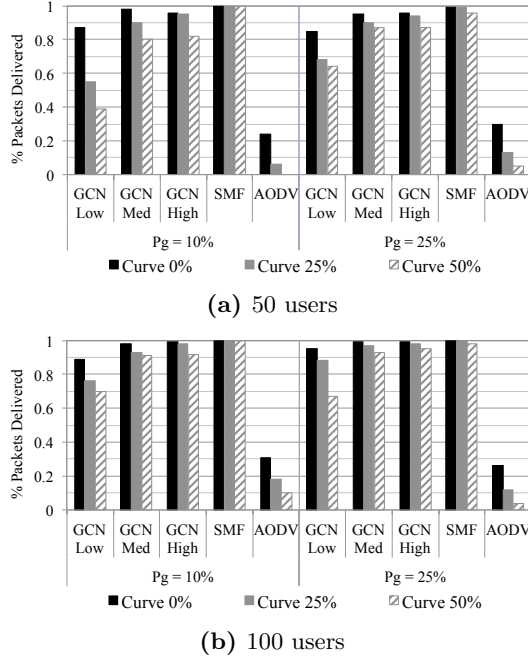 1
0.8
0.6
0.4
0.2
0
% Packets Delivered
GCN Low
GCN Med
GCN High
SMF
AODV
GCN Low
GCN Med
GCN High
SMF
AODV
Pg = 10%
Pg = 25%
Curve 0%
Curve 25%
Curve 50%
(a) 50 users
1
0.8
0.6
0.4
0.2
0
% Packets Delivered
GCN Low
GCN Med
GCN High
SMF
AODV
GCN Low
GCN Med
GCN High
SMF
AODV
Pg = 10%
Pg = 25%
Curve 0%
Curve 25%
Curve 50%
(b) 100 users